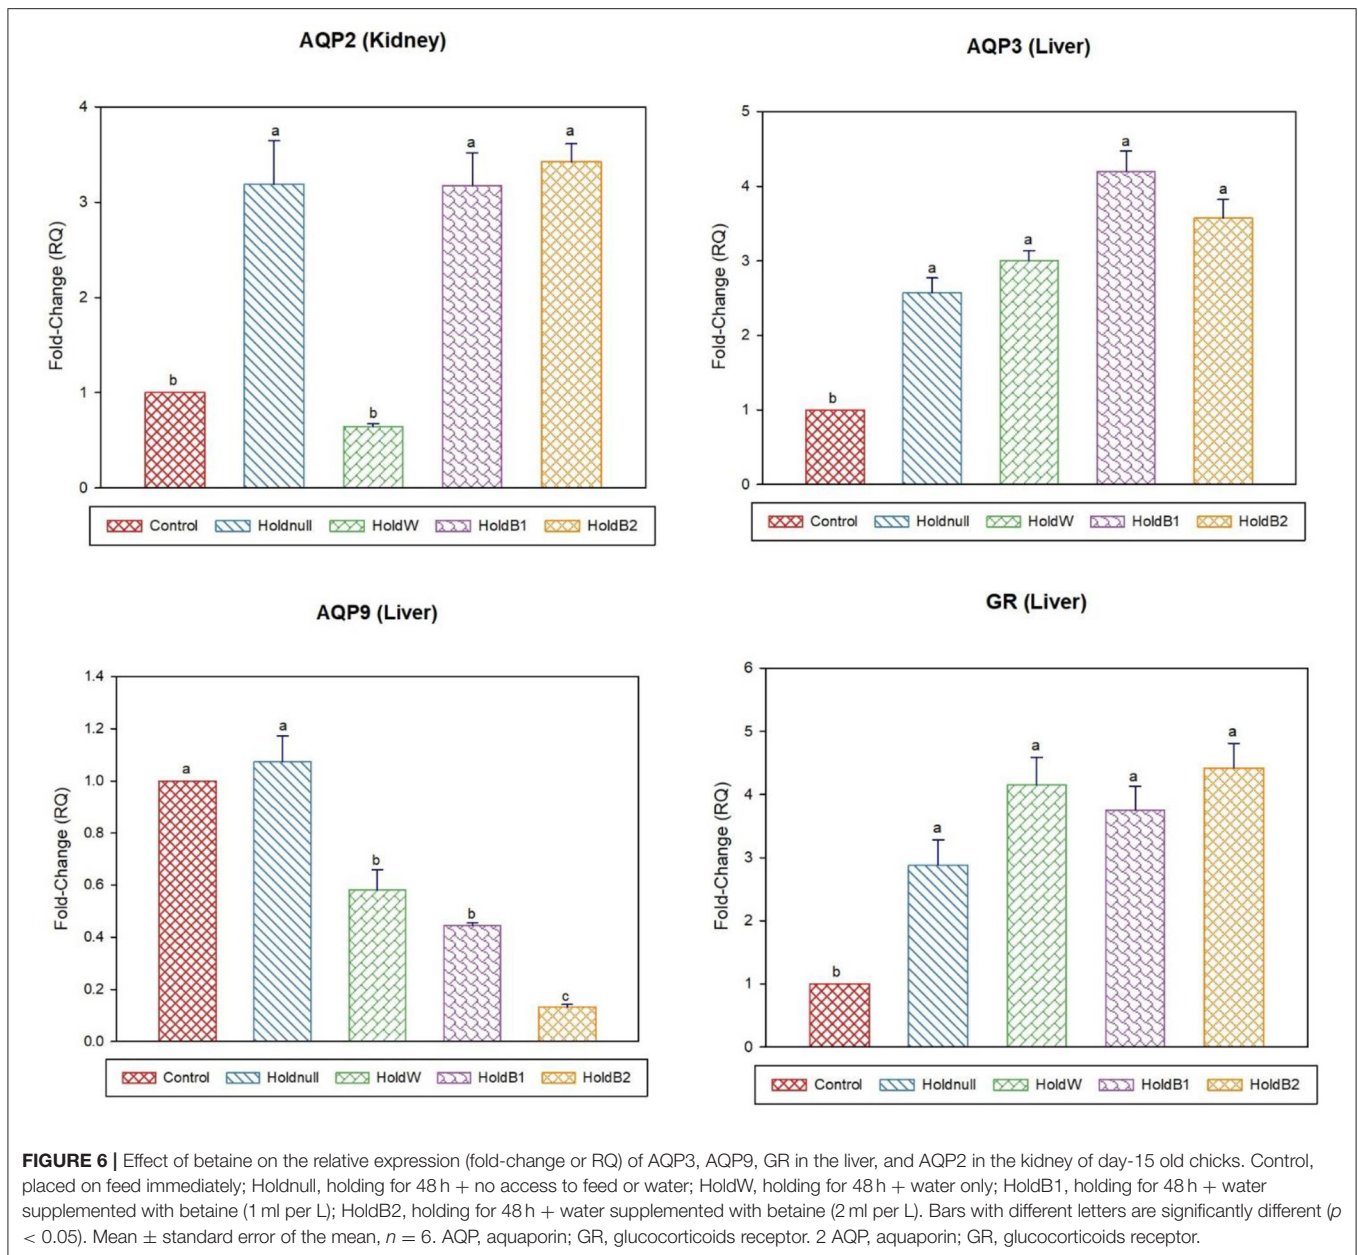 AQP2 (Kidney)
Fold-Change (RQ)
4
3
2
1
0
b
a
b
a
a
Control Holdnull HoldW HoldB1 HoldB2
AQP3 (Liver)
Fold-Change (RQ)
5
4
3
2
1
0
b
a
a
a
a
Control Holdnull HoldW HoldB1 HoldB2
AQP9 (Liver)
Fold-Change (RQ)
1.4
1.2
1.0
0.8
0.6
0.4
0.2
0.0
a
a
b
b
c
Control Holdnull HoldW HoldB1 HoldB2
GR (Liver)
Fold-Change (RQ)
6
5
4
3
2
1
0
b
a
a
a
a
Control Holdnull HoldW HoldB1 HoldB2
FIGURE 6 | Effect of betaine on the relative expression (fold-change or RQ) of AQP3, AQP9, GR in the liver, and AQP2 in the kidney of day-15 old chicks. Control,
placed on feed immediately; Holdnull, holding for 48 h + no access to feed or water; HoldW, holding for 48 h + water only; HoldB1, holding for 48 h + water
supplemented with betaine (1 ml per L); HoldB2, holding for 48 h + water supplemented with betaine (2 ml per L). Bars with different letters are significantly different (p
< 0.05). Mean ± standard error of the mean, n = 6. AQP, aquaporin; GR, glucocorticoids receptor. 2 AQP, aquaporin; GR, glucocorticoids receptor.